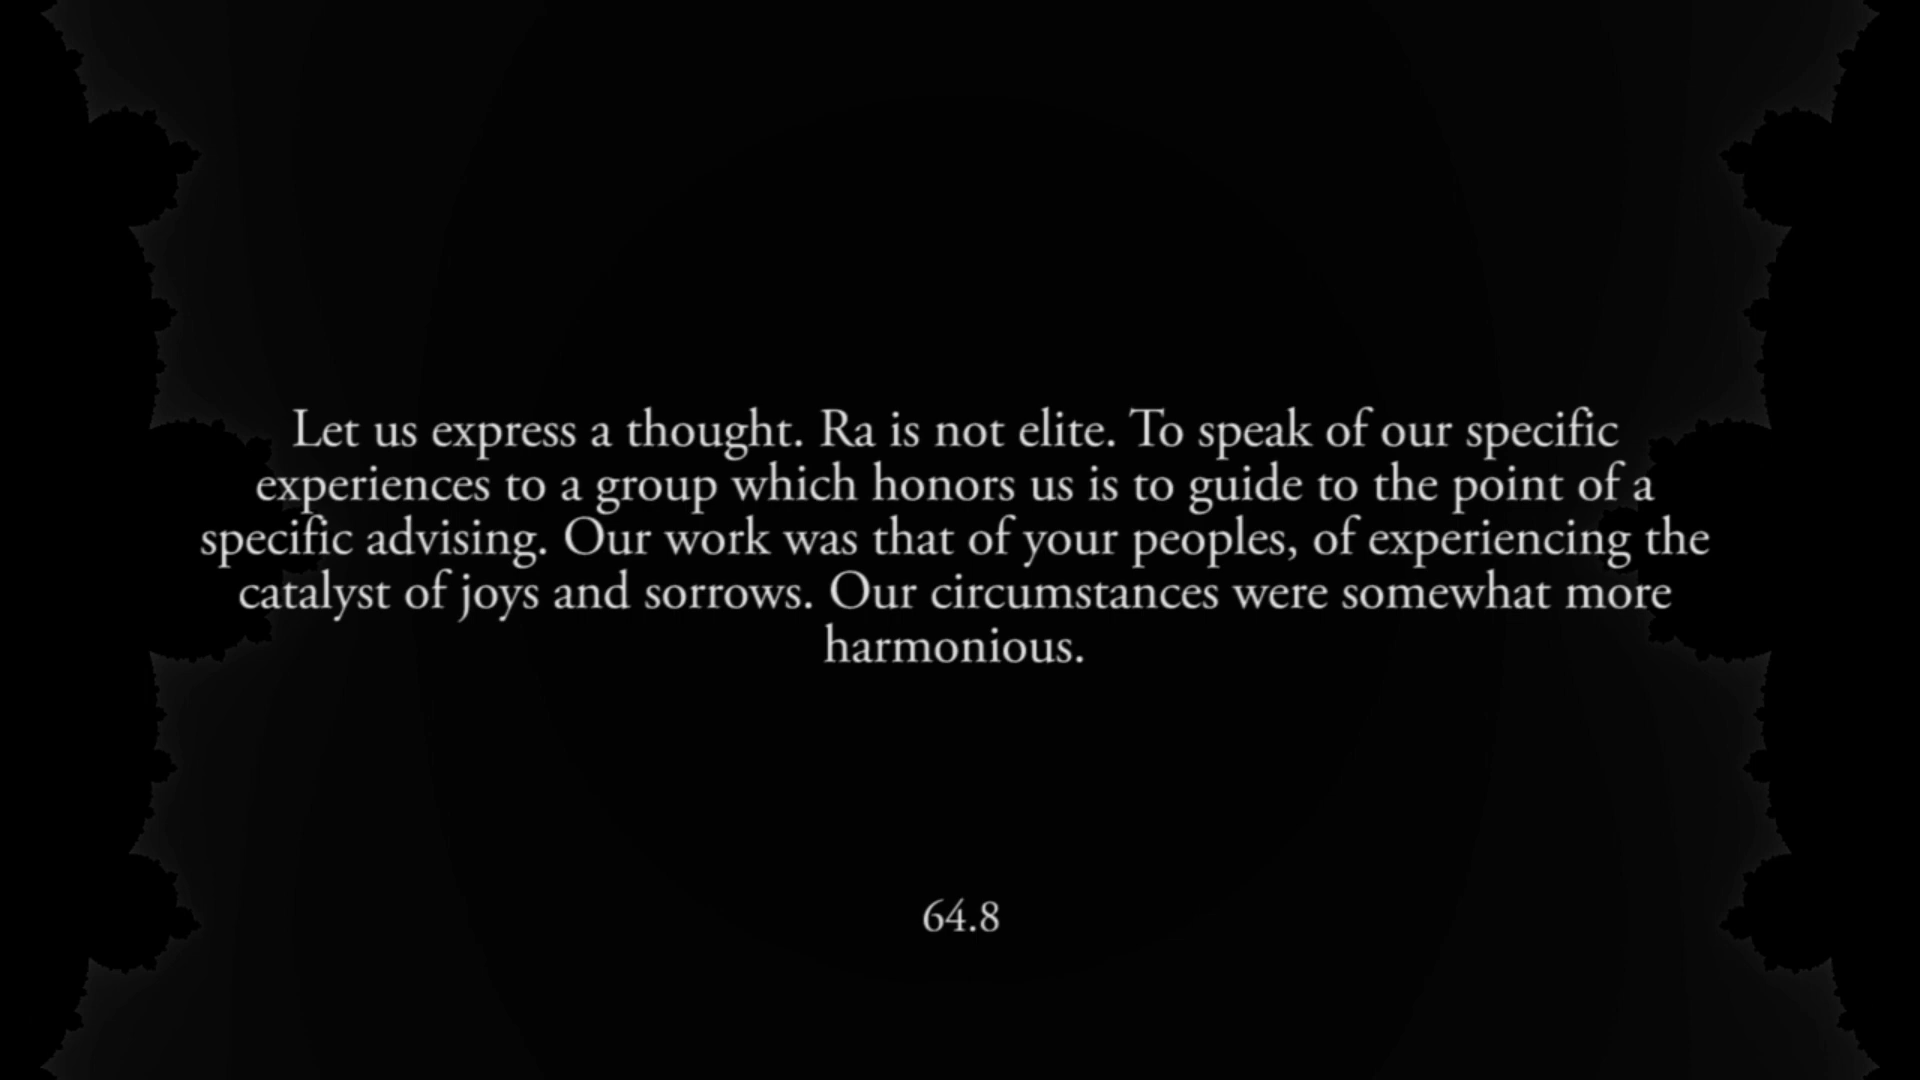 Let us express a thought. Ra is not elite. To speak of our specific
experiences to a group which honors us is to guide to the point of a
specific advising. Our work was that of your peoples, of experiencing the
catalyst of joys and sorrows. Our circumstances were somewhat more
harmonious.
64.8